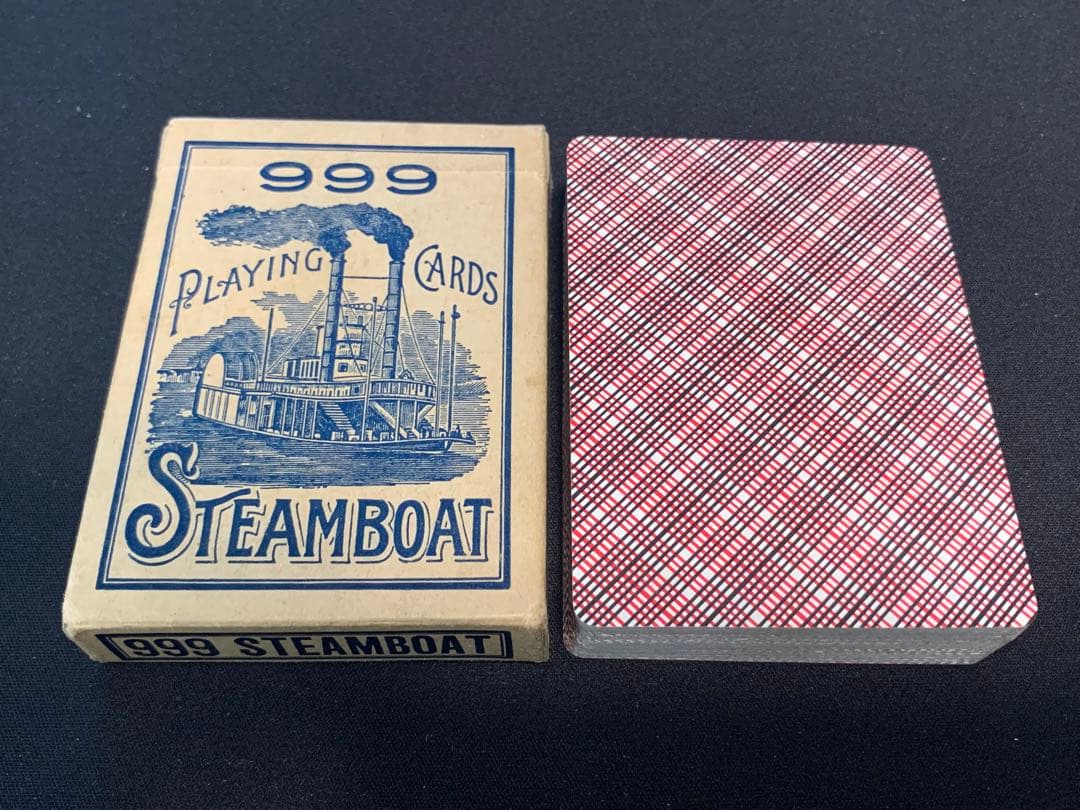 999
PLAYING CARDS
STEAMBOAT
999 STEAMBOAT